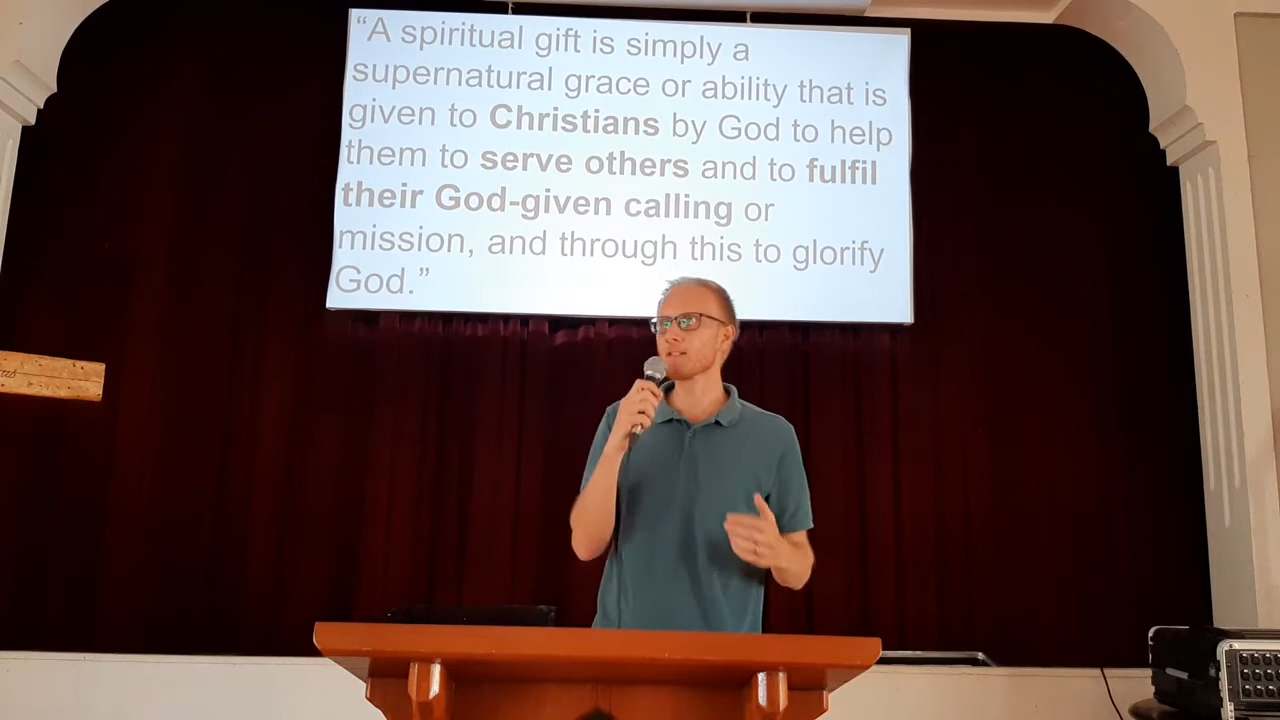 “A spiritual gift is simply a
supernatural grace or ability that is
given to Christians by God to help
them to serve others and to fulfil
their God-given calling or
mission, and through this to glorify
God.”
us